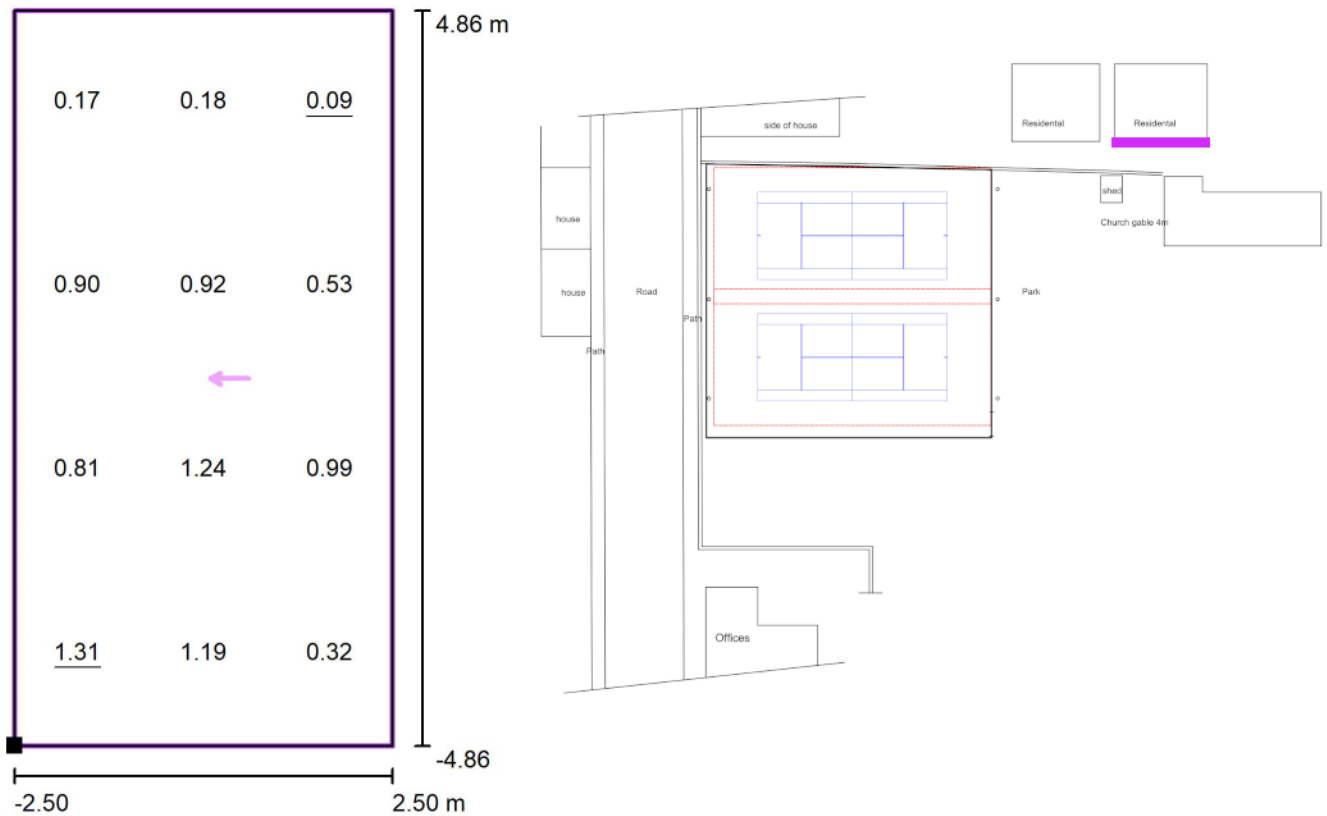 4.86 m
0.17 0.18 0.09
0.90 0.92 0.53
0.81 1.24 0.99
1.31 1.19 0.32
-4.86
-2.50 2.50 m
side of house
Residental
Residental
shed
Church gable 4m
house
house
Road
Path
Path
Park
Offices